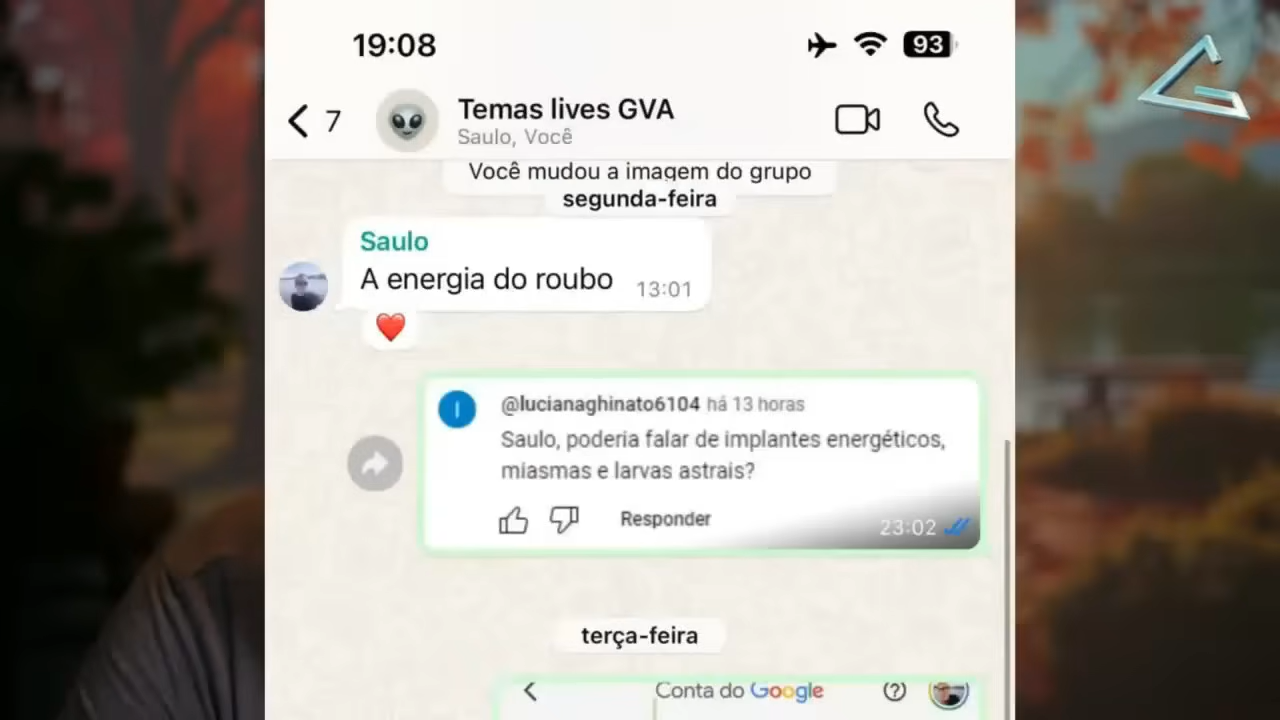 19:08
93
7
Temas lives GVA
Saulo, Você
Você mudou a imagem do grupo
segunda-feira
Saulo
A energia do roubo
13:01
@lucianaghinato6104 há 13 horas
Saulo, poderia falar de implantes energéticos,
miasmas e larvas astrais?
Responder
23:02
terça-feira
Conta do Google